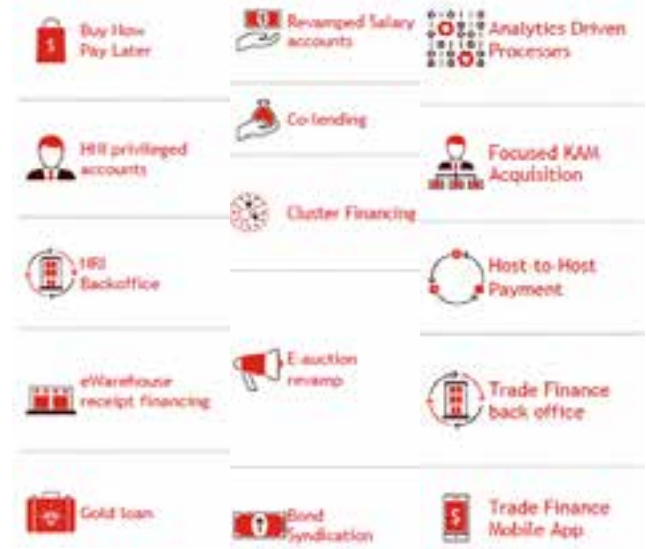 Buy Now
Pay Later
HNI privileged
accounts
NRI
Backoffice
eWarehouse
receipt financing
Gold loan
Revamped Salary
accounts
Co-lending
Cluster Financing
E-auction
revamp
Bond
Syndication
Analytics Driven
Processes
Focused KAM
Acquisition
Host-to-Host
Payment
Trade Finance
back office
Trade Finance
Mobile App